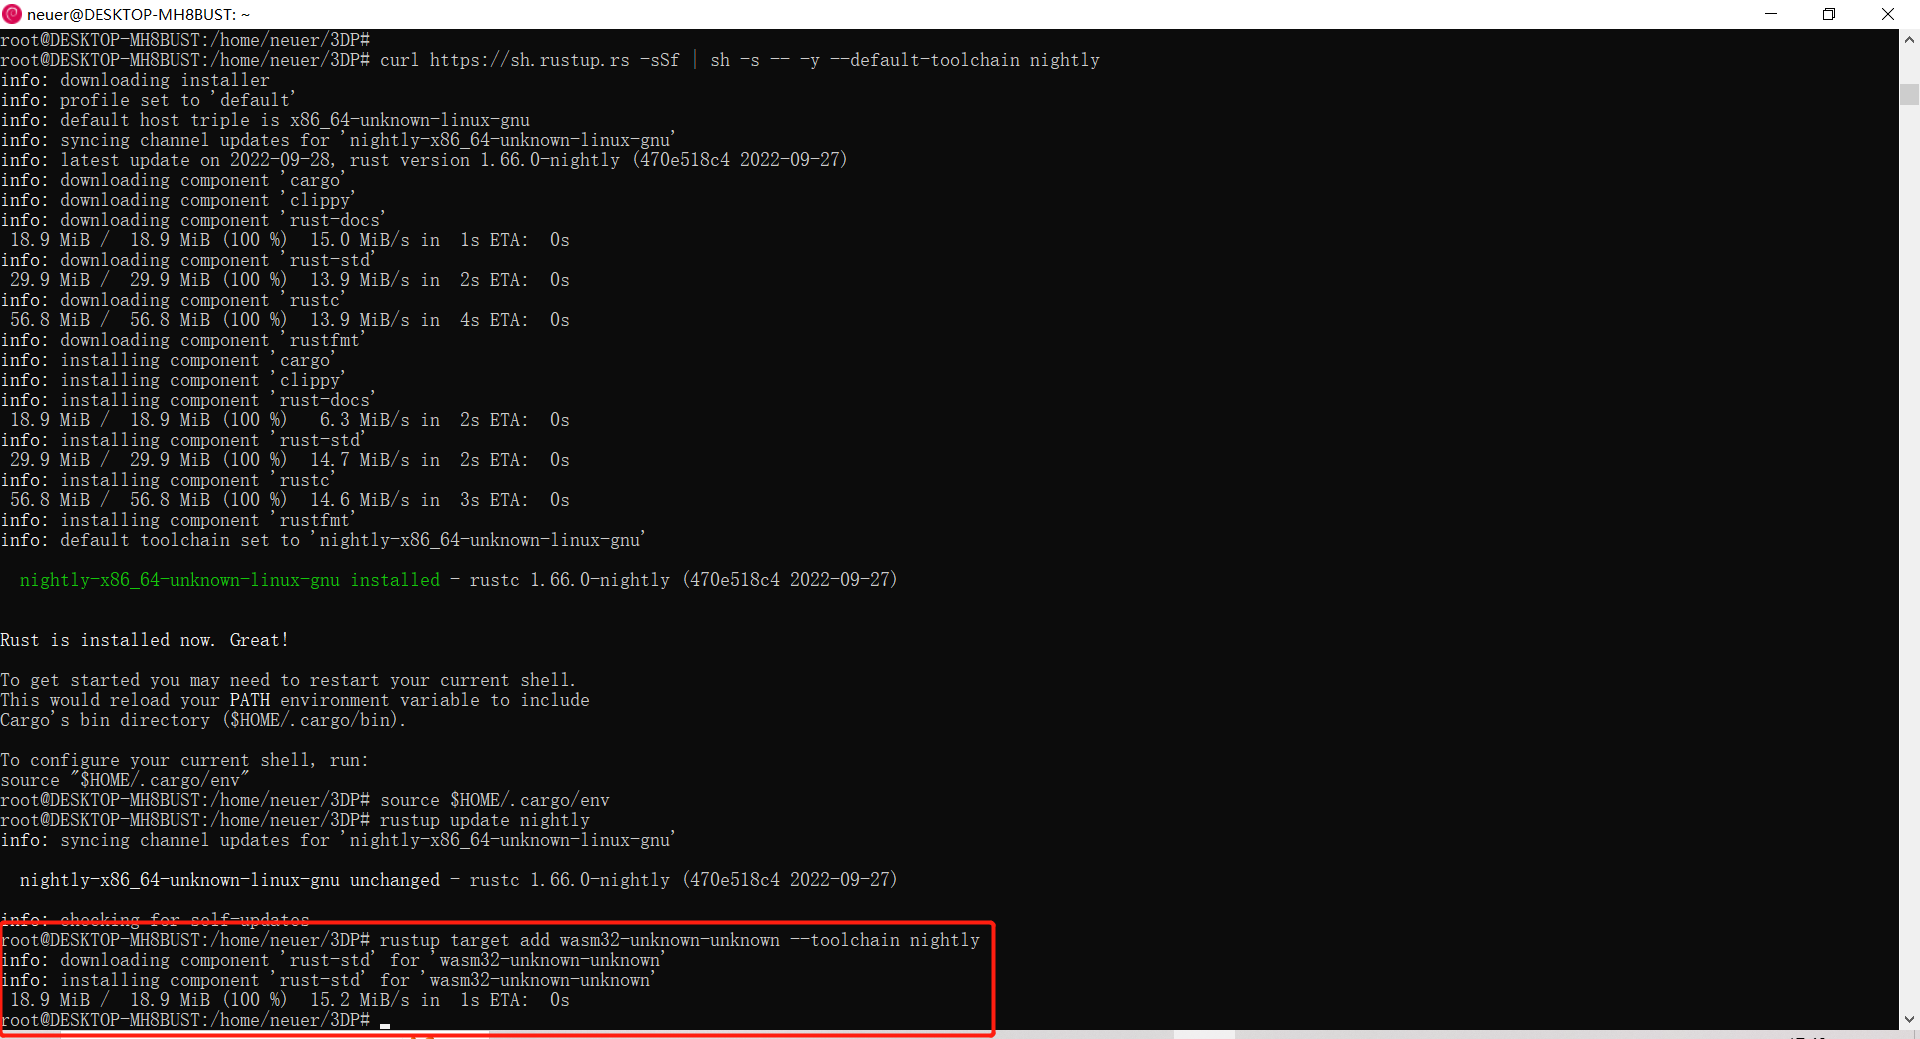 neuer@DESKTOP-MH8BUST: ~
root@DESKTOP-MH8BUST:/home/neuer/3DP#
root@DESKTOP-MH8BUST:/home/neuer/3DP# curl https://sh.rustup.rs -sSf | sh -s -- -y --default-toolchain nightly
info: downloading installer
info: profile set to 'default'
info: default host triple is x86_64-unknown-linux-gnu
info: syncing channel updates for 'nightly-x86_64-unknown-linux-gnu'
info: latest update on 2022-09-28, rust version 1.66.0-nightly (470e518c4 2022-09-27)
info: downloading component 'cargo'
info: downloading component 'clippy'
info: downloading component 'rust-docs'
 18.9 MiB /  18.9 MiB (100 %)  15.0 MiB/s in  1s ETA:  0s
info: downloading component 'rust-std'
 29.9 MiB /  29.9 MiB (100 %)  13.9 MiB/s in  2s ETA:  0s
info: downloading component 'rustc'
 56.8 MiB /  56.8 MiB (100 %)  13.9 MiB/s in  4s ETA:  0s
info: downloading component 'rustfmt'
info: installing component 'cargo'
info: installing component 'clippy'
info: installing component 'rust-docs'
 18.9 MiB /  18.9 MiB (100 %)   6.3 MiB/s in  2s ETA:  0s
info: installing component 'rust-std'
 29.9 MiB /  29.9 MiB (100 %)  14.7 MiB/s in  2s ETA:  0s
info: installing component 'rustc'
 56.8 MiB /  56.8 MiB (100 %)  14.6 MiB/s in  3s ETA:  0s
info: installing component 'rustfmt'
info: default toolchain set to 'nightly-x86_64-unknown-linux-gnu'
  nightly-x86_64-unknown-linux-gnu installed - rustc 1.66.0-nightly (470e518c4 2022-09-27)
Rust is installed now. Great!
To get started you may need to restart your current shell.
This would reload your PATH environment variable to include
Cargo's bin directory ($HOME/.cargo/bin).
To configure your current shell, run:
source "$HOME/.cargo/env"
root@DESKTOP-MH8BUST:/home/neuer/3DP# source $HOME/.cargo/env
root@DESKTOP-MH8BUST:/home/neuer/3DP# rustup update nightly
info: syncing channel updates for 'nightly-x86_64-unknown-linux-gnu'
  nightly-x86_64-unknown-linux-gnu unchanged - rustc 1.66.0-nightly (470e518c4 2022-09-27)
info: checking for self-updates
root@DESKTOP-MH8BUST:/home/neuer/3DP# rustup target add wasm32-unknown-unknown --toolchain nightly
info: downloading component 'rust-std' for 'wasm32-unknown-unknown'
info: installing component 'rust-std' for 'wasm32-unknown-unknown'
 18.9 MiB /  18.9 MiB (100 %)  15.2 MiB/s in  1s ETA:  0s
root@DESKTOP-MH8BUST:/home/neuer/3DP#